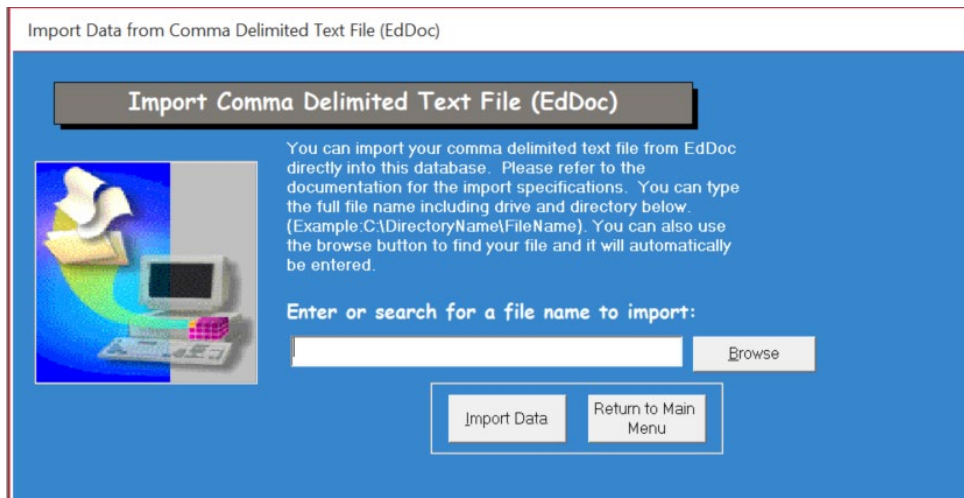 Import Data from Comma Delimited Text File (EdDoc)
Import Comma Delimited Text File (EdDoc)
You can import your comma delimited text file from EdDoc
directly into this database.  Please refer to the
documentation for the import specifications.  You can type
the full file name including drive and directory below.
(Example:C:\DirectoryName\FileName). You can also use
the browse button to find your file and it will automatically
be entered.
Enter or search for a file name to import:
Browse
Import Data
Return to Main
Menu